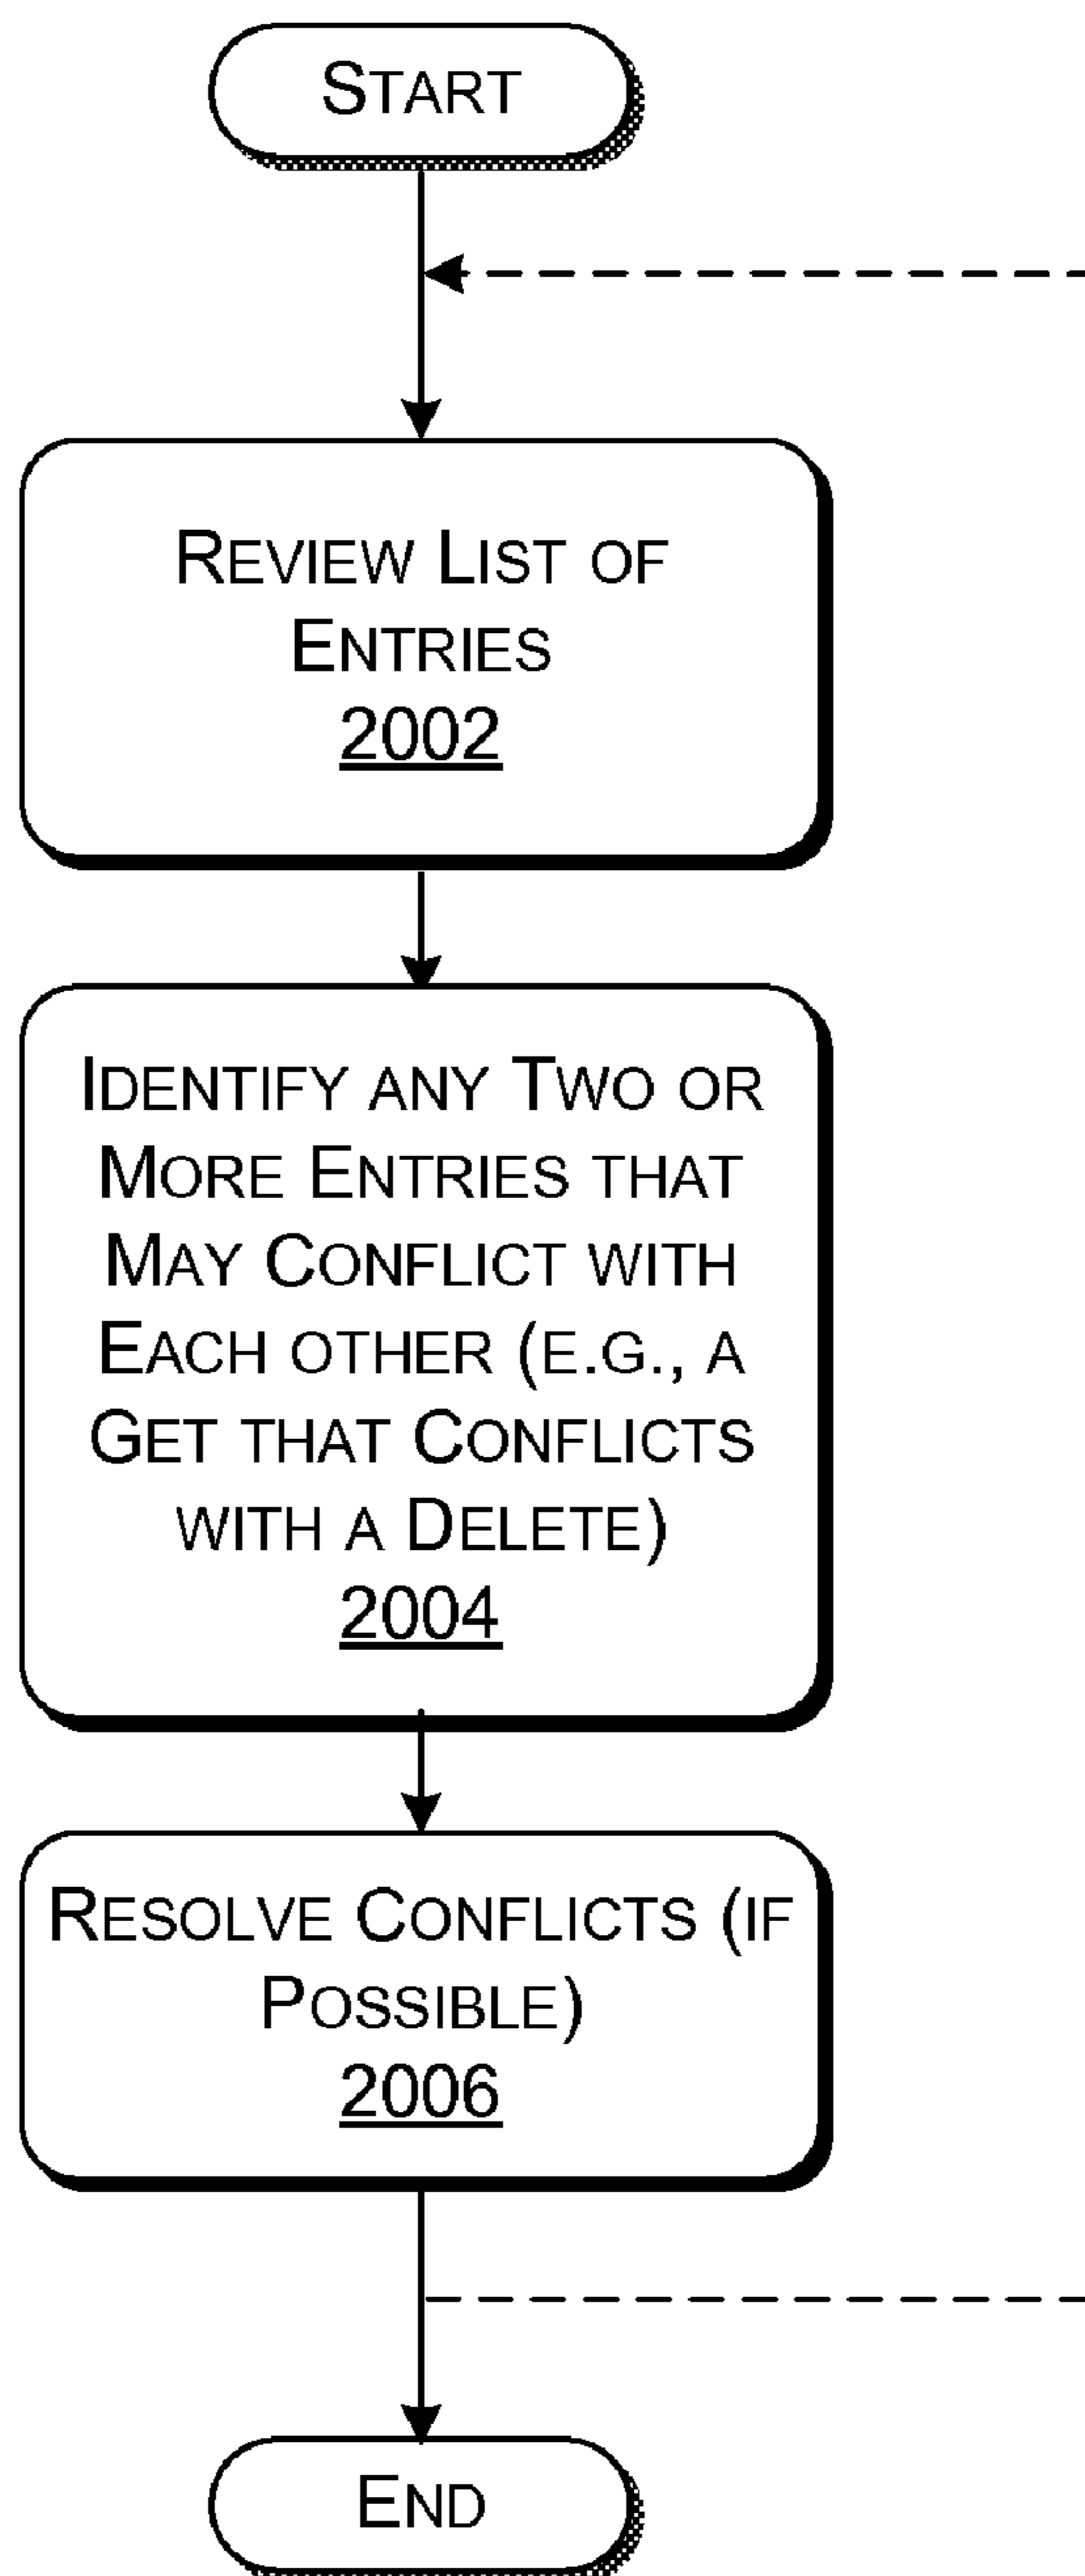 START
REVIEW LIST OF
ENTRIES
2002
IDENTIFY ANY TWO OR
MORE ENTRIES THAT
MAY CONFLICT WITH
EACH OTHER (E.G., A
GET THAT CONFLICTS
WITH A DELETE)
2004
RESOLVE CONFLICTS (IF
POSSIBLE)
2006
END